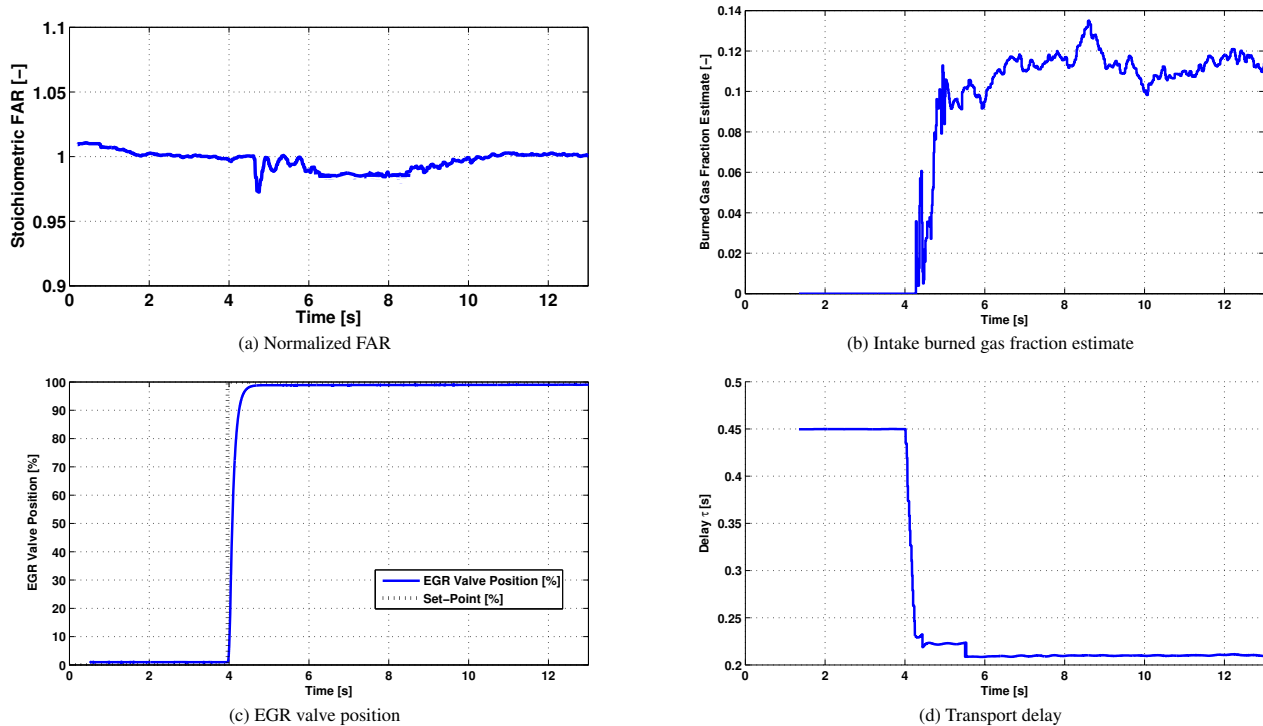 1.1
1.05
1
0.95
0.9
Stoichiometric FAR [-]
0 2 4 6 8 10 12
Time [s]
(a) Normalized FAR
0.14
0.12
0.1
0.08
0.06
0.04
0.02
0
Burned Gas Fraction Estimate [-]
2 4 6 8 10 12
Time [s]
(b) Intake burned gas fraction estimate
100
90
80
70
60
50
40
30
20
10
0
EGR Valve Position [%]
EGR Valve Position [%]
Set-Point [%]
0 2 4 6 8 10 12
Time [s]
(c) EGR valve position
0.5
0.45
0.4
0.35
0.3
0.25
0.2
Delay τ [s]
2 4 6 8 10 12
Time [s]
(d) Transport delay